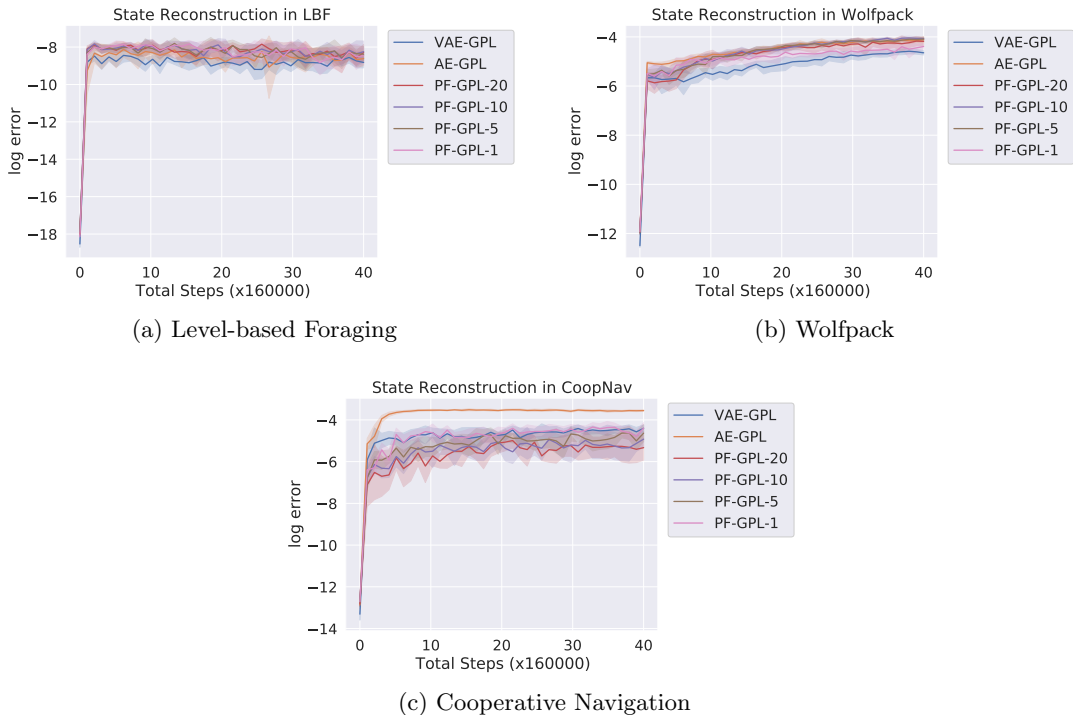 State Reconstruction in LBF
log error
−8
−10
−12
−14
−16
−18
0 10 20 30 40
Total Steps (x160000)
VAE-GPL
AE-GPL
PF-GPL-20
PF-GPL-10
PF-GPL-5
PF-GPL-1
(a) Level-based Foraging
State Reconstruction in Wolfpack
log error
−4
−6
−8
−10
−12
0 10 20 30 40
Total Steps (x160000)
VAE-GPL
AE-GPL
PF-GPL-20
PF-GPL-10
PF-GPL-5
PF-GPL-1
(b) Wolfpack
State Reconstruction in CoopNav
log error
−4
−6
−8
−10
−12
−14
0 10 20 30 40
Total Steps (x160000)
VAE-GPL
AE-GPL
PF-GPL-20
PF-GPL-10
PF-GPL-5
PF-GPL-1
(c) Cooperative Navigation